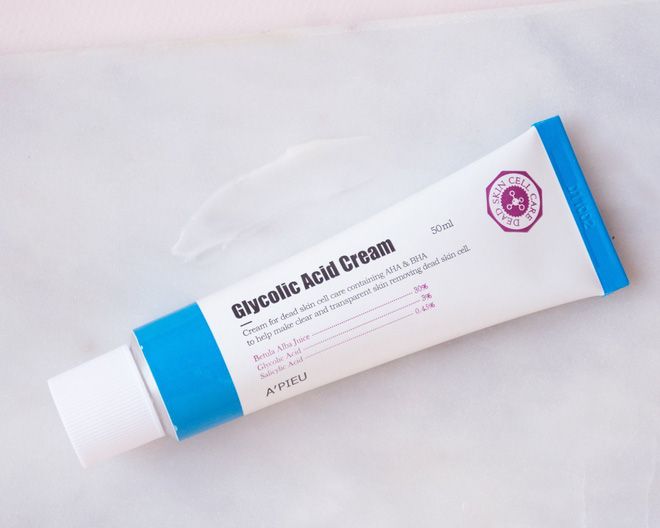 DEAD SKIN CELL CARE
50ml
Glycolic Acid Cream
Cream for dead skin cell care containing AHA & BHA
to help make clear and transparent skin removing dead skin cell.
Betula Alba Juice
Glycolic Acid
Salicylic Acid 0.45%
A'PIEU